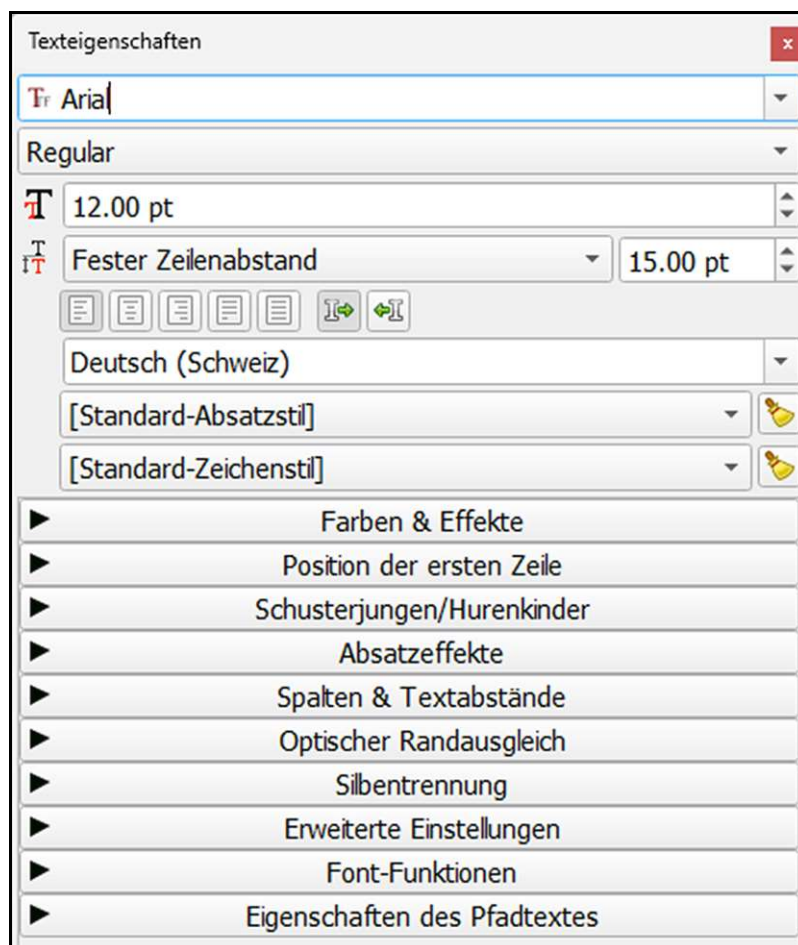 Texteigenschaften
Arial
Regular
12.00 pt
Fester Zeilenabstand 15.00 pt
Deutsch (Schweiz)
[Standard-Absatzstil]
[Standard-Zeichenstil]
Farben & Effekte
Position der ersten Zeile
Schusterjungen/Hurenkinder
Absatzeffekte
Spalten & Textabstände
Optischer Randausgleich
Silbentrennung
Erweiterte Einstellungen
Font-Funktionen
Eigenschaften des Pfadtextes